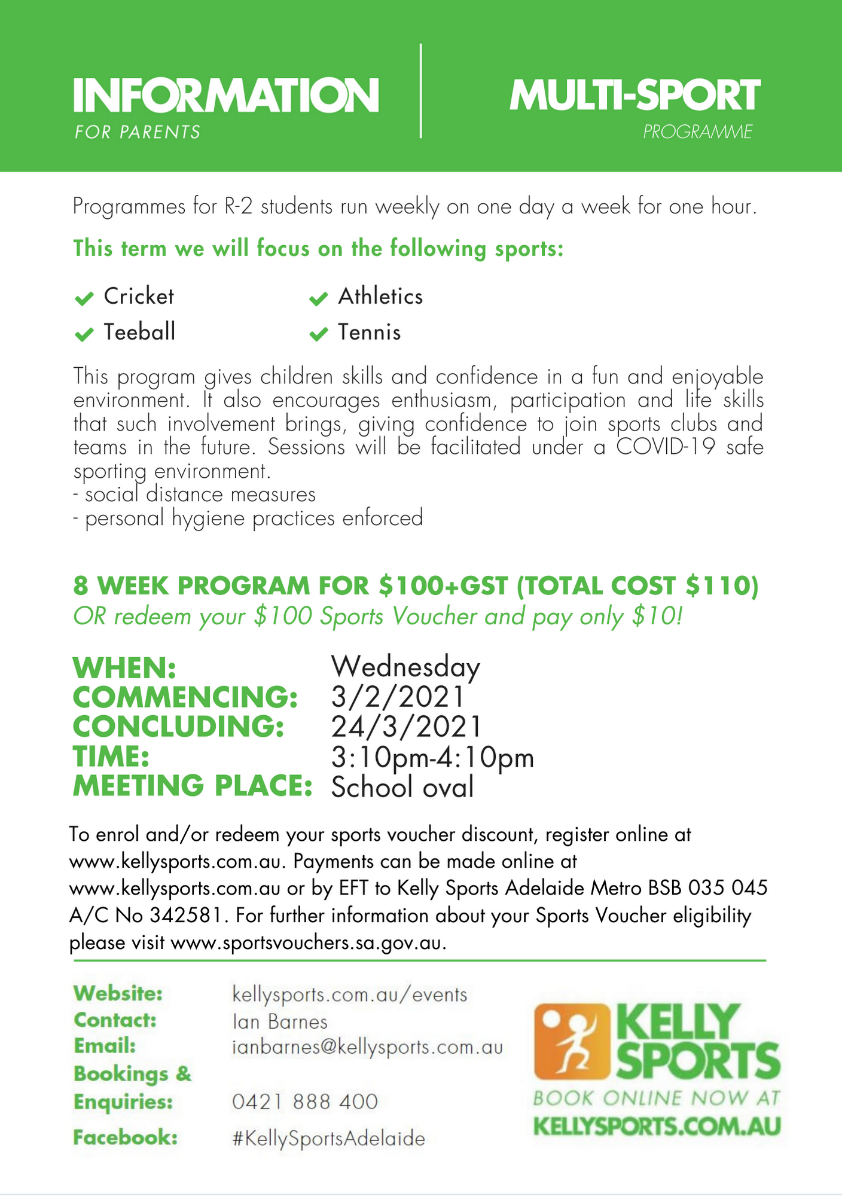 INFORMATION
FOR PARENTS
MULTI-SPORT
PROGRAMME
Programmes for R-2 students run weekly on one day a week for one hour.
This term we will focus on the following sports:
Cricket
Athletics
Teeball
Tennis
This program gives children skills and confidence in a fun and enjoyable
environment. It also encourages enthusiasm, participation and life skills
that such involvement brings, giving confidence to join sports clubs and
teams in the future. Sessions will be facilitated under a COVID-19 safe
sporting environment.
- social distance measures
- personal hygiene practices enforced
8 WEEK PROGRAM FOR $100+GST (TOTAL COST $110)
OR redeem your $100 Sports Voucher and pay only $10!
WHEN: Wednesday
COMMENCING: 3/2/2021
CONCLUDING: 24/3/2021
TIME: 3:10pm-4:10pm
MEETING PLACE: School oval
To enrol and/or redeem your sports voucher discount, register online at
www.kellysports.com.au. Payments can be made online at
www.kellysports.com.au or by EFT to Kelly Sports Adelaide Metro BSB 035 045
A/C No 342581. For further information about your Sports Voucher eligibility
please visit www.sportsvouchers.sa.gov.au.
Website: kellysports.com.au/events
Contact: Ian Barnes
Email: ianbarnes@kellysports.com.au
Bookings &
Enquiries: 0421 888 400
Facebook: #KellySportsAdelaide
KELLY
SPORTS
BOOK ONLINE NOW AT
KELLYSPORTS.COM.AU